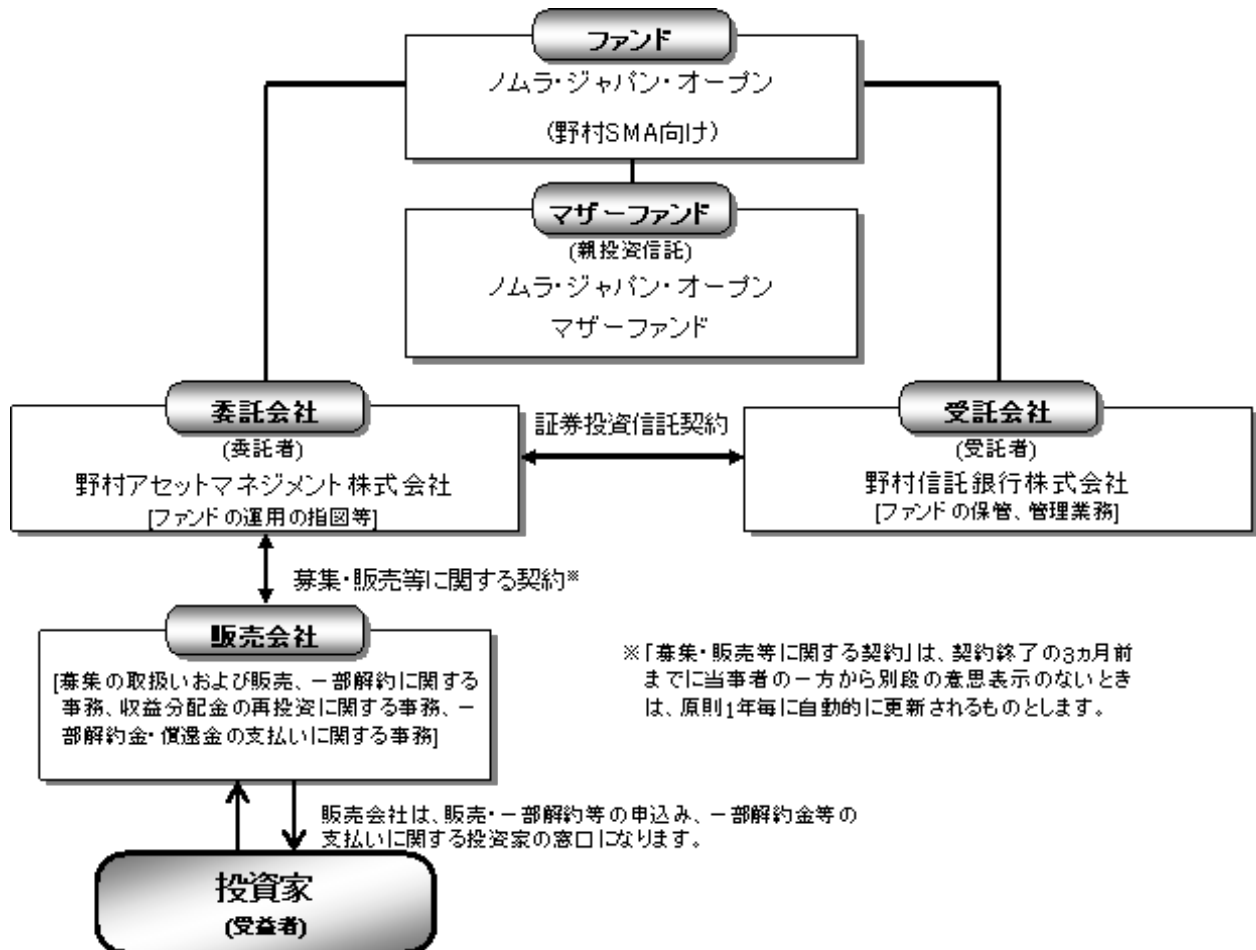 ファンド
ノムラ・ジャパン・オープン
(野村SMA向け)
マザーファンド
(親投資信託)
ノムラ・ジャパン・オープン
マザーファンド
委託会社
(委託者)
野村アセットマネジメント株式会社
[ファンドの運用の指図等]
証券投資信託契約
受託会社
(受託者)
野村信託銀行株式会社
[ファンドの保管、管理業務]
募集・販売等に関する契約※
販売会社
[募集の取扱いおよび販売、一部解約に関する
事務、収益分配金の再投資に関する事務、一
部解約金・償還金の支払いに関する事務]
※「募集・販売等に関する契約」は、契約終了の3ヵ月前
までに当事者の一方から別段の意思表示のないとき
は、原則1年毎に自動的に更新されるものとします。
販売会社は、販売・一部解約等の申込み、一部解約金等の
支払いに関する投資家の窓口になります。
投資家
(受益者)